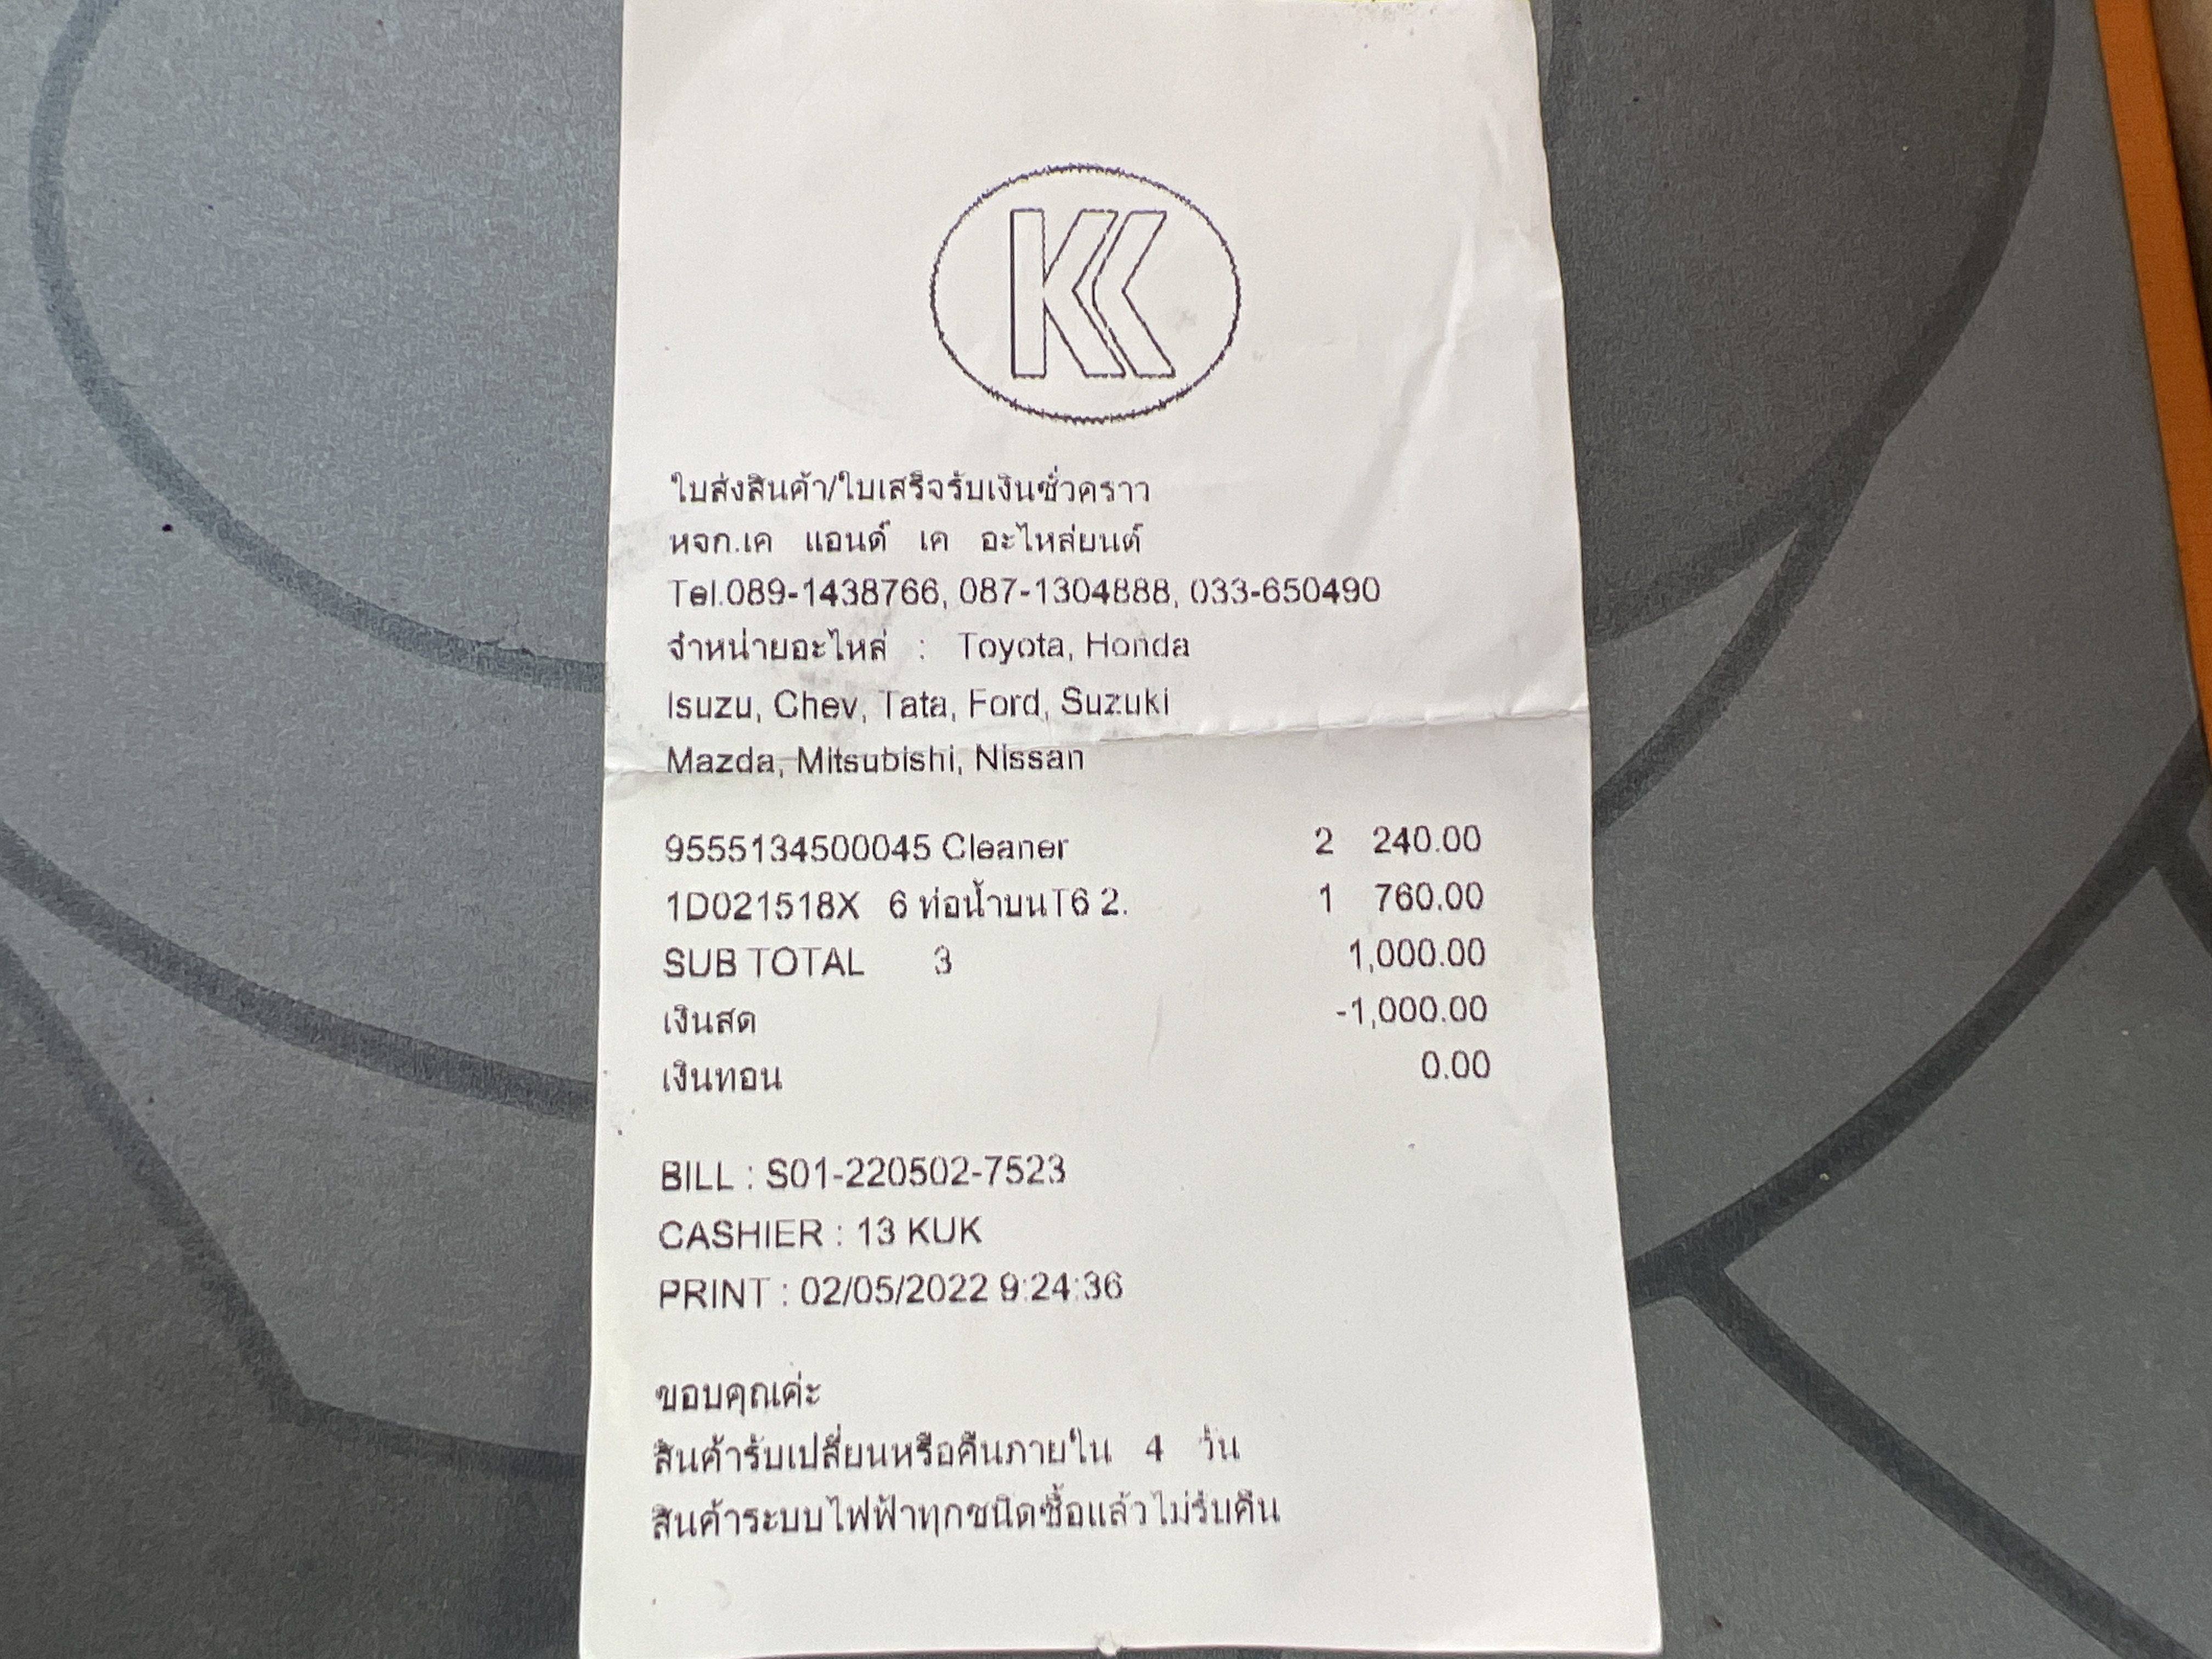 KK
ใบส่งสินค้า/ใบเสร็จรับเงินชั่วคราว
หจก.เค แอนด์ เค อะไหล่ยนต์
Tel.089-1438766, 087-1304888, 033-650490
จำหน่ายอะไหล่ : Toyota, Honda
Isuzu, Chev, Tata, Ford, Suzuki
Mazda, Mitsubishi, Nissan
9555134500045 Cleaner 2 240.00
1D021518X 6 ท่อน้ำบนT6 2. 1 760.00
SUB TOTAL 3 1,000.00
เงินสด -1,000.00
เงินทอน 0.00
BILL : S01-220502-7523
CASHIER : 13 KUK
PRINT : 02/05/2022 9:24:36
ขอบคุณค่ะ
สินค้ารับเปลี่ยนหรือคืนภายใน 4 วัน
สินค้าระบบไฟฟ้าทุกชนิดซื้อแล้วไม่รับคืน